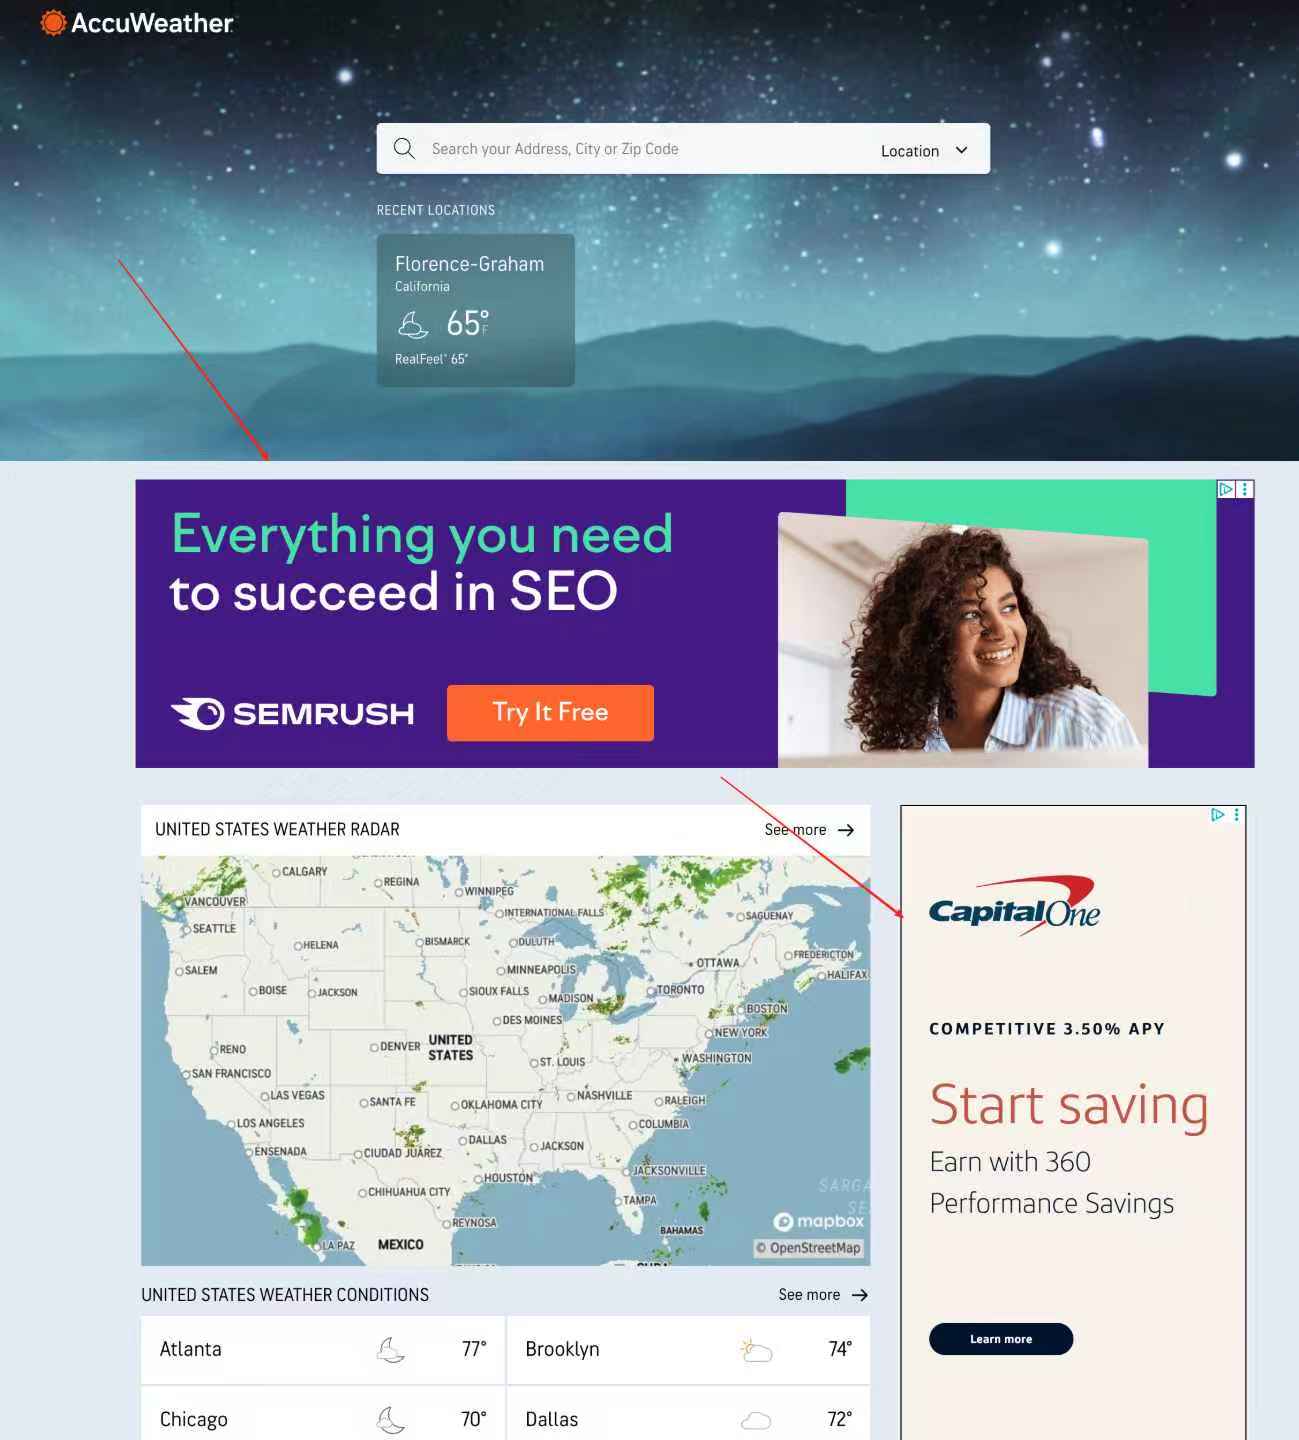 AccuWeather
Search your Address, City or Zip Code
Location
RECENT LOCATIONS
Florence-Graham
California
65°F
RealFeel® 65°
Everything you need
to succeed in SEO
SEMRUSH
Try It Free
UNITED STATES WEATHER RADAR
See more
CALGARY
REGINA
WINNIPEG
VANCOUVER
INTERNATIONAL FALLS
SAGUENAY
SEATTLE
HELENA
BISMARCK
DULUTH
FREDERICTON
OTTAWA
SALEM
MINNEAPOLIS
HALIFAX
BOISE
JACKSON
SIOUX FALLS
MADISON
TORONTO
BOSTON
DES MOINES
NEW YORK
RENO
DENVER
UNITED
STATES
ST. LOUIS
WASHINGTON
SAN FRANCISCO
LAS VEGAS
SANTA FE
OKLAHOMA CITY
NASHVILLE
RALEIGH
LOS ANGELES
COLUMBIA
ENSENADA
CIUDAD JUÁREZ
DALLAS
JACKSON
HOUSTON
JACKSONVILLE
CHIHUAHUA CITY
TAMPA
SARGA
SE
REYNOSA
mapbox
BAHAMAS
LA PAZ
MEXICO
© OpenStreetMap
CapitalOne
COMPETITIVE 3.50% APY
Start saving
Earn with 360
Performance Savings
Learn more
UNITED STATES WEATHER CONDITIONS
See more
Atlanta 77°
Brooklyn 74°
Chicago 70°
Dallas 72°